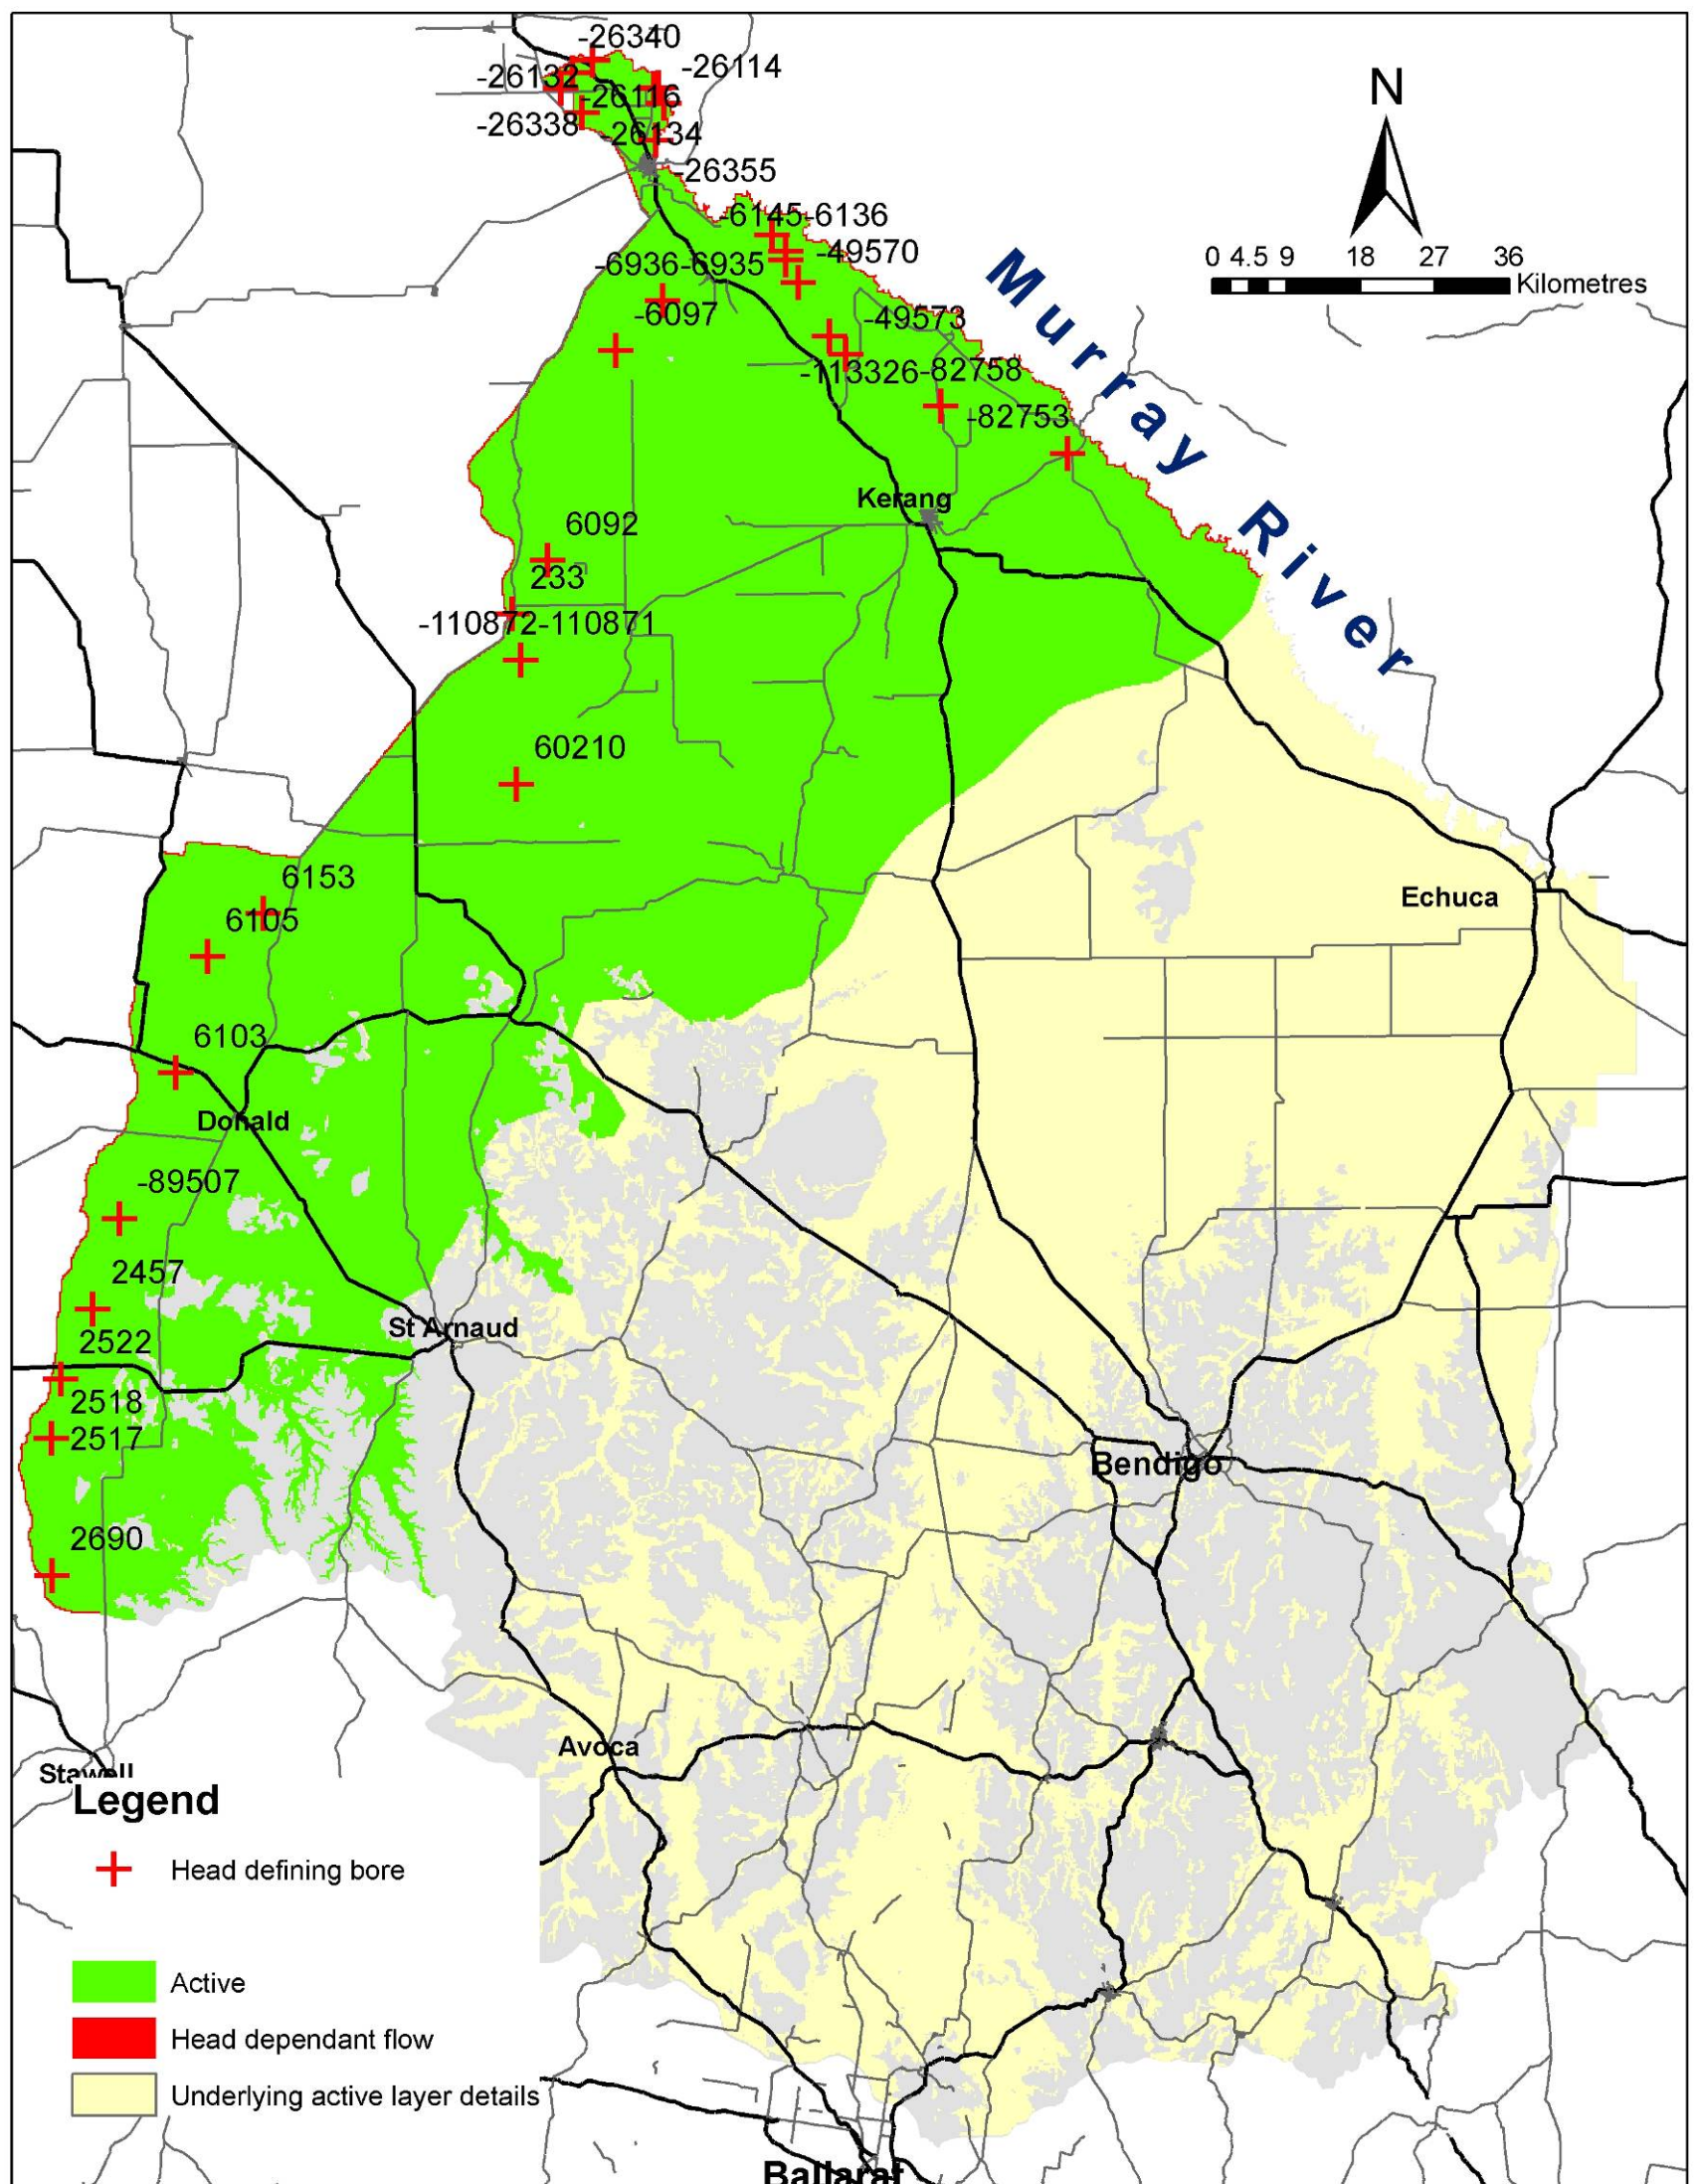 -26340
-26114
-26132
-26116
-26338
-26134
-26355
N
-6145-6136
-49570
-6936-6935
0 4.5 9 18 27 36
Kilometres
-6097
-49573
-113326-82758
-82753
Murray River
Kerang
6092
233
-110872-110871
60210
6153
6105
Echuca
6103
Donald
-89507
2457
St Arnaud
2522
2518
2517
Bendigo
2690
Avoca
Stawell
Legend
Head defining bore
Active
Head dependant flow
Underlying active layer details
Ballarat